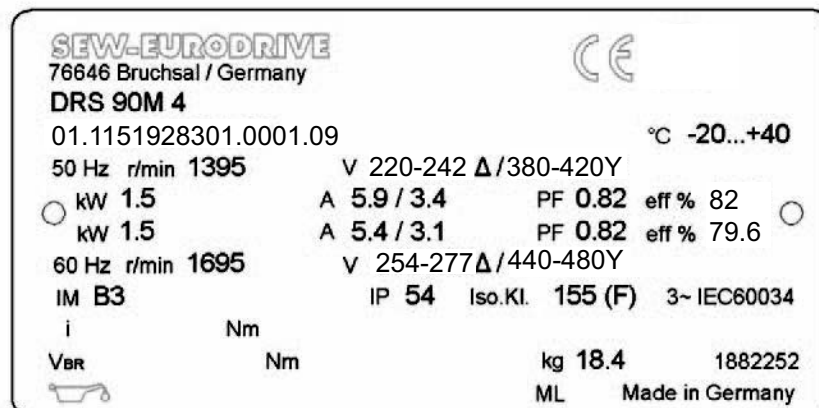 SEW-EURODRIVE CE
76646 Bruchsal / Germany
DRS 90M 4
01.1151928301.0001.09 °C -20...+40
50 Hz r/min 1395 V 220-242 Δ/380-420Y
kW 1.5 A 5.9 / 3.4 PF 0.82 eff % 82
kW 1.5 A 5.4 / 3.1 PF 0.82 eff % 79.6
60 Hz r/min 1695 V 254-277Δ/440-480Y
IM B3 IP 54 Iso.Kl. 155 (F) 3~ IEC60034
i Nm
VBR Nm kg 18.4 1882252
ML Made in Germany